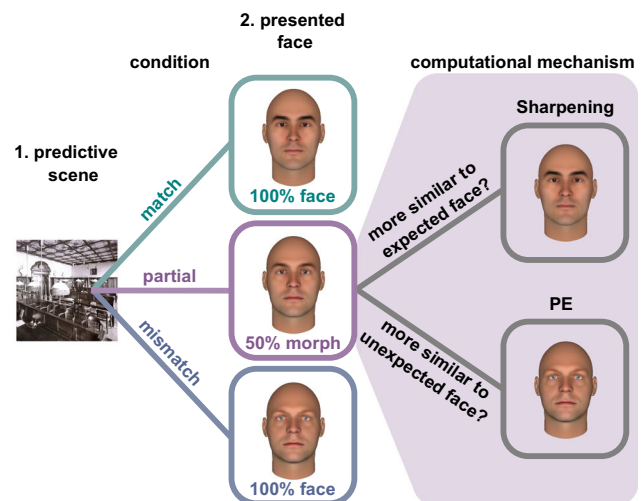 2. presented
face
condition
computational mechanism
1. predictive
scene
match
100% face
partial
50% morph
mismatch
100% face
Sharpening
more similar to
expected face?
PE
more similar to
unexpected face?